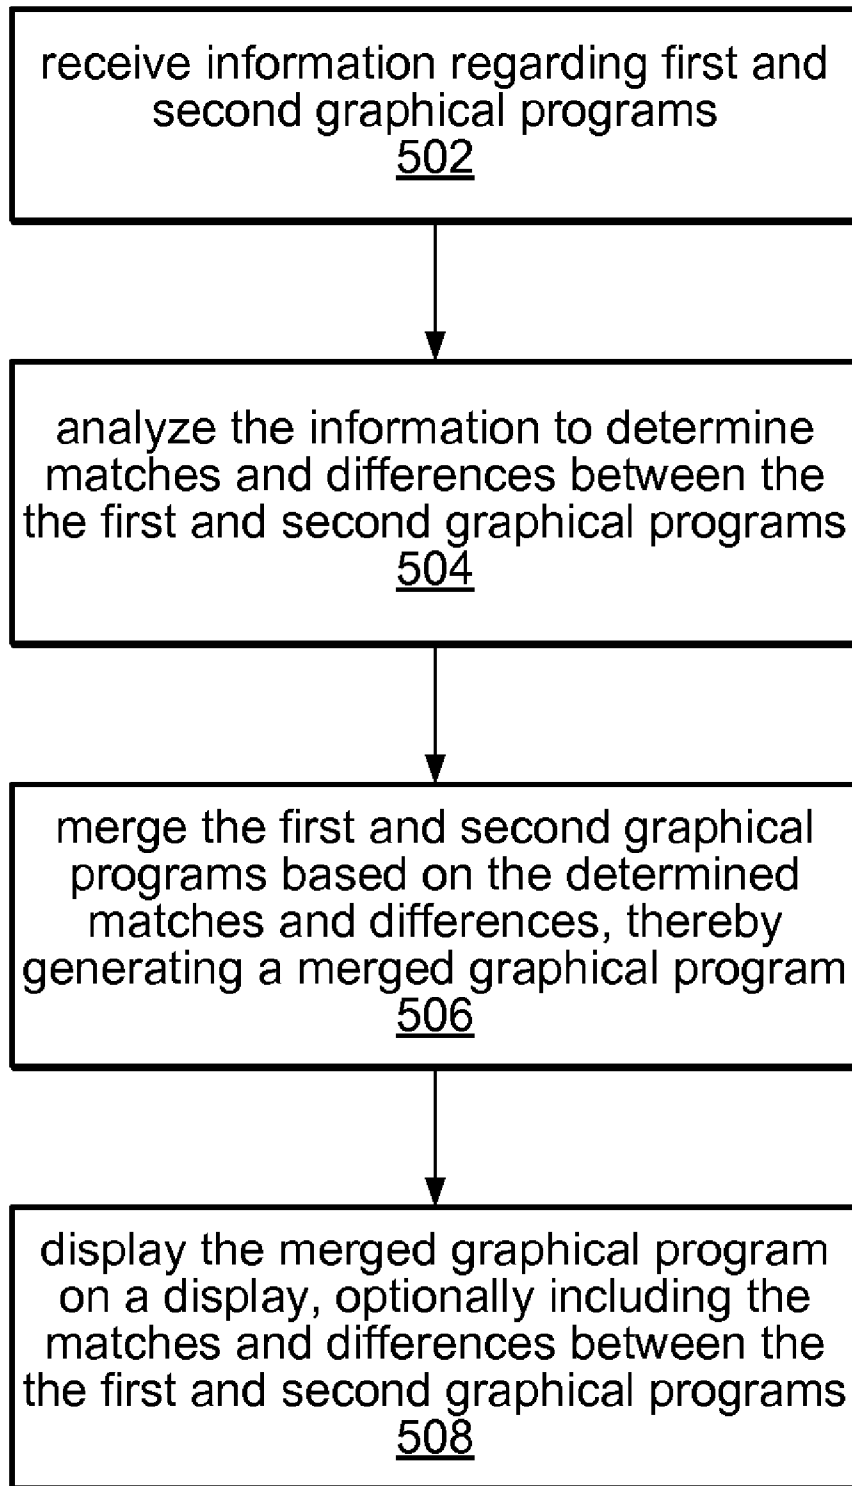 receive information regarding first and
second graphical programs
502
analyze the information to determine
matches and differences between the
the first and second graphical programs
504
merge the first and second graphical
programs based on the determined
matches and differences, thereby
generating a merged graphical program
506
display the merged graphical program
on a display, optionally including the
matches and differences between the
the first and second graphical programs
508